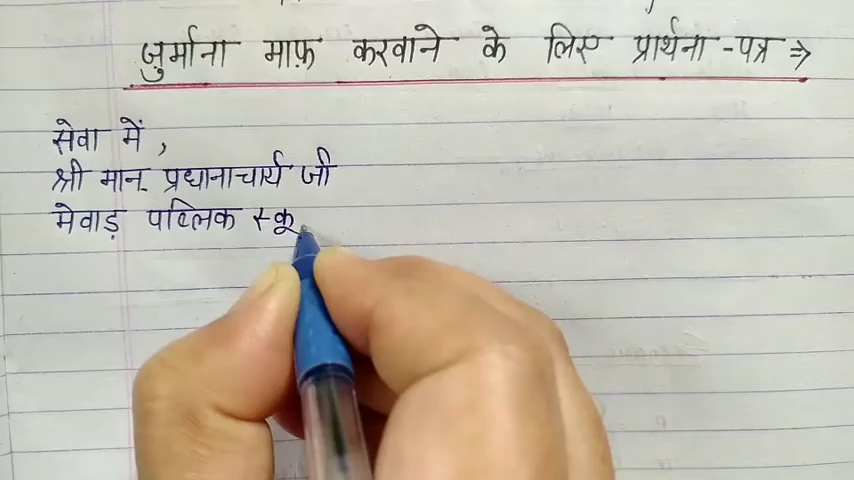 जुर्माना माफ़ करवाने के लिए प्रार्थना-पत्र ⇒
सेवा में,
श्री मान् प्रधानाचार्य जी
मेवाड़ पब्लिक स्कू